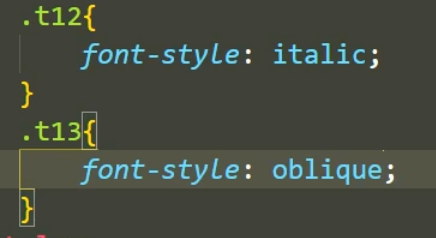 .t12{
font-style: italic;
}
.t13{
font-style: oblique;
}